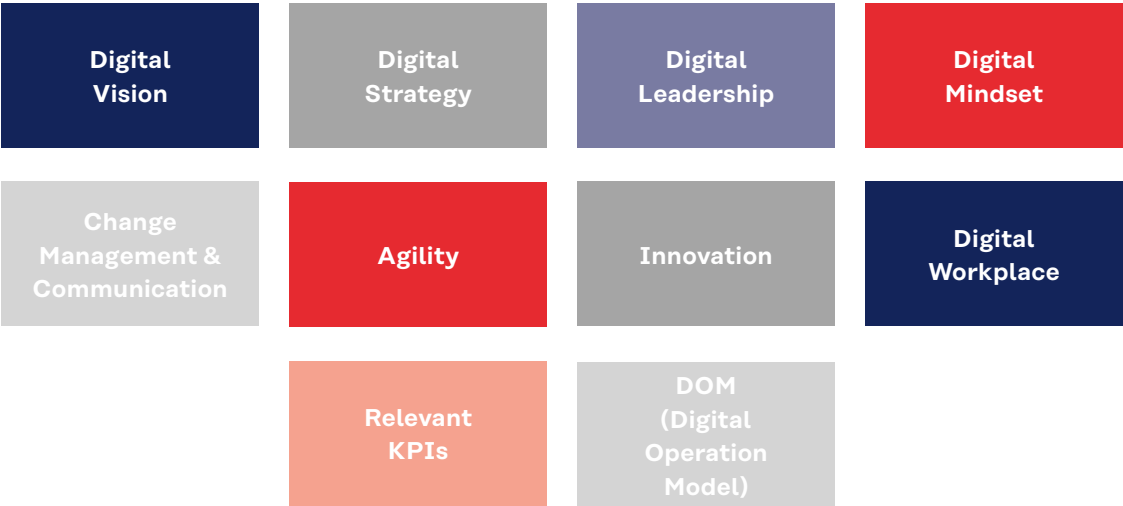 Digital
Vision
Digital
Strategy
Digital
Leadership
Digital
Mindset
Change
Management &
Communication
Agility
Innovation
Digital
Workplace
Relevant
KPIs
DOM
(Digital
Operation
Model)